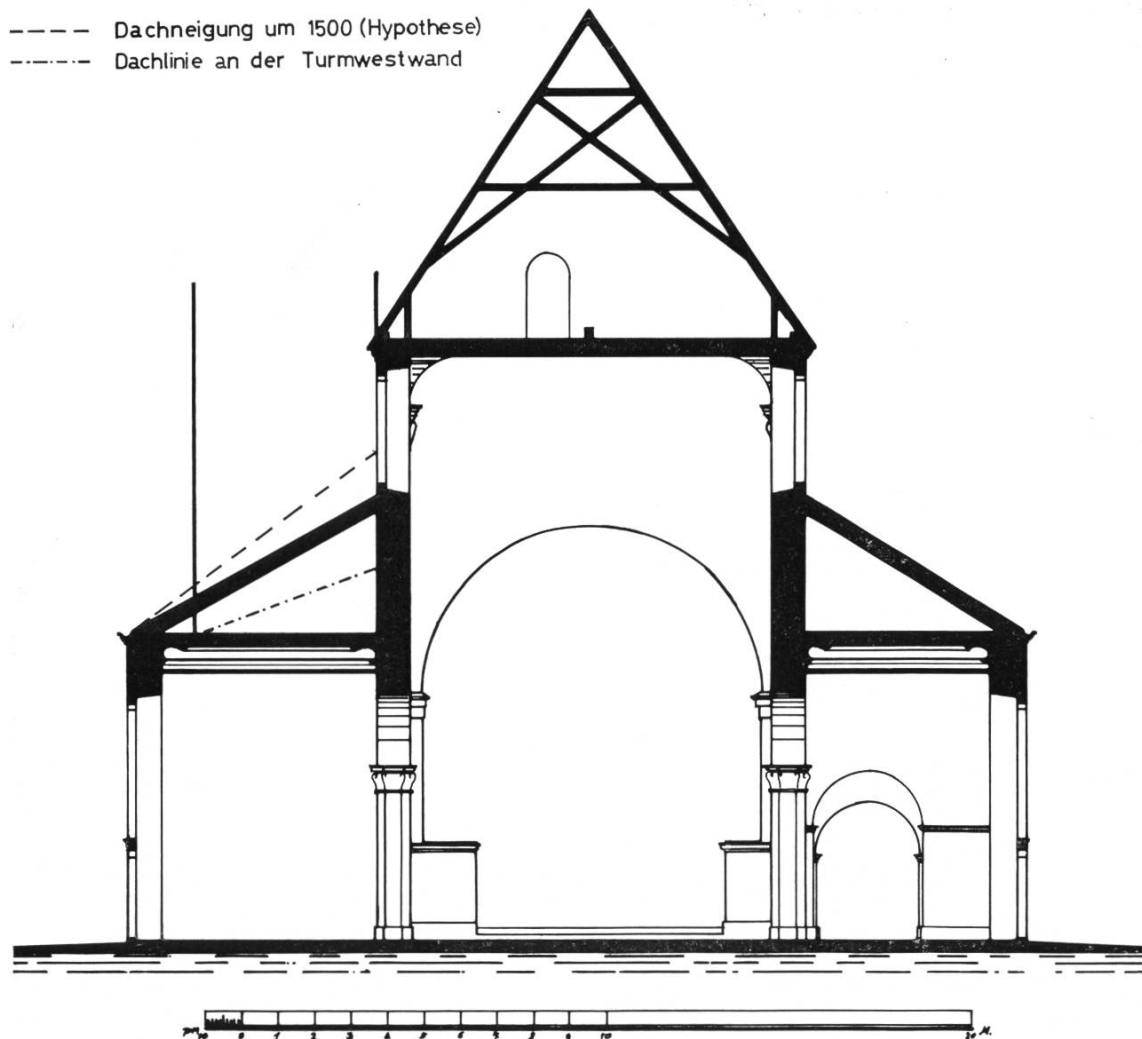 Dachneigung um 1500 (Hypothese)
Dachlinie an der Turmwestwand
10 0 1 2 3 4 5 6 7 8 9 10 20 M.